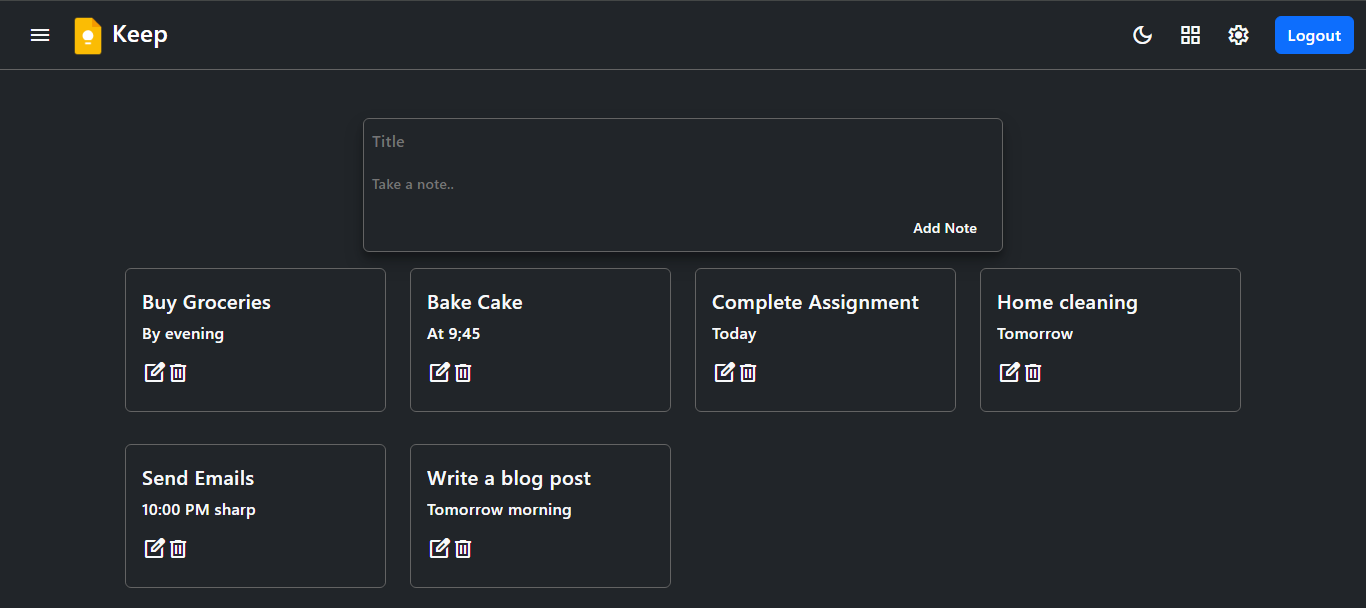 Keep
Logout
Title
Take a note..
Add Note
Buy Groceries
By evening
Bake Cake
At 9;45
Complete Assignment
Today
Home cleaning
Tomorrow
Send Emails
10:00 PM sharp
Write a blog post
Tomorrow morning